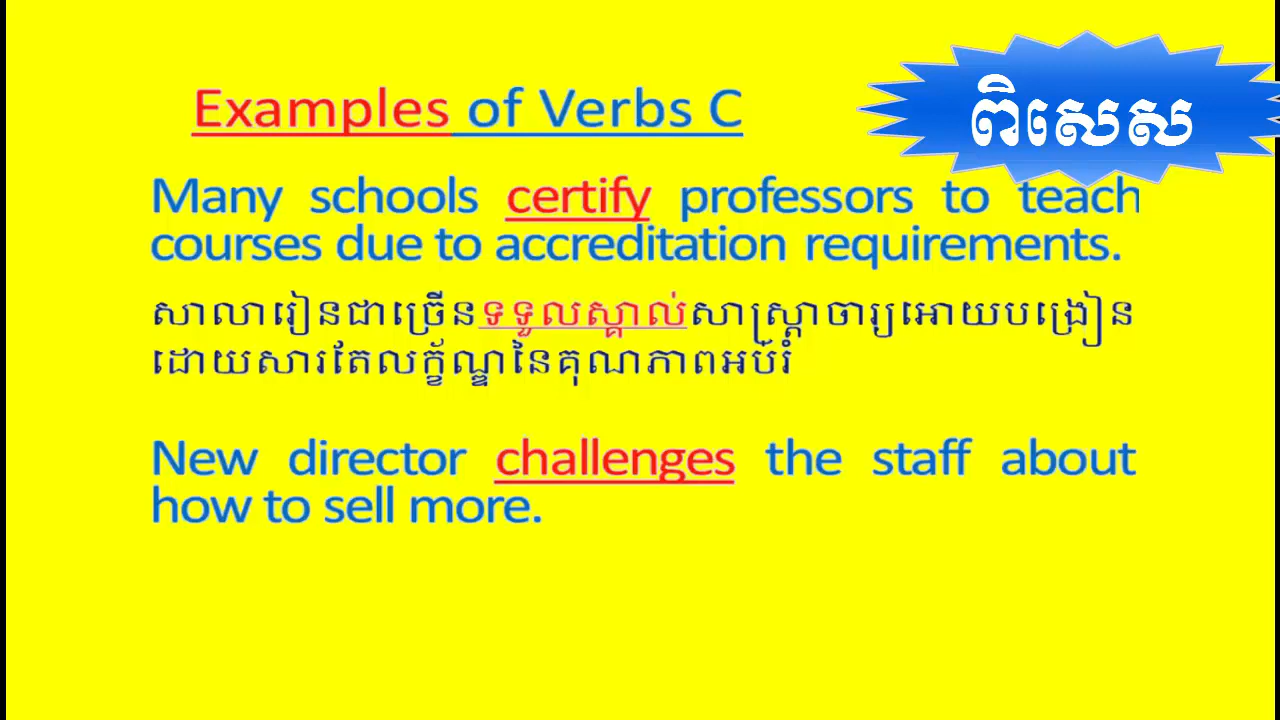 Examples of Verbs C
ពិសេស
Many schools certify professors to teach
courses due to accreditation requirements.
សាលារៀនជាច្រើនទទួលស្គាល់សាស្ត្រាចារ្យអោយបង្រៀន
ដោយសារតែលក្ខ័ណ្ឌនៃគុណភាពអប់រំ
New director challenges the staff about
how to sell more.